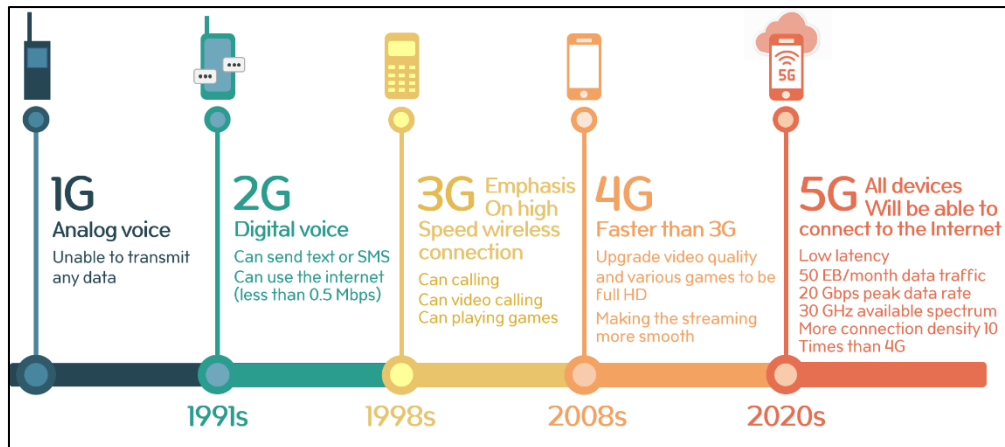 5G
1G
Analog voice
Unable to transmit
any data
2G
Digital voice
Can send text or SMS
Can use the internet
(less than 0.5 Mbps)
3G Emphasis
On high
Speed wireless
connection
Can calling
Can video calling
Can playing games
4G
Faster than 3G
Upgrade video quality
and various games to be
full HD
Making the streaming
more smooth
5G All devices
Will be able to
connect to the Internet
Low latency
50 EB/month data traffic
20 Gbps peak data rate
30 GHz available spectrum
More connection density 10
Times than 4G
1991s
1998s
2008s
2020s